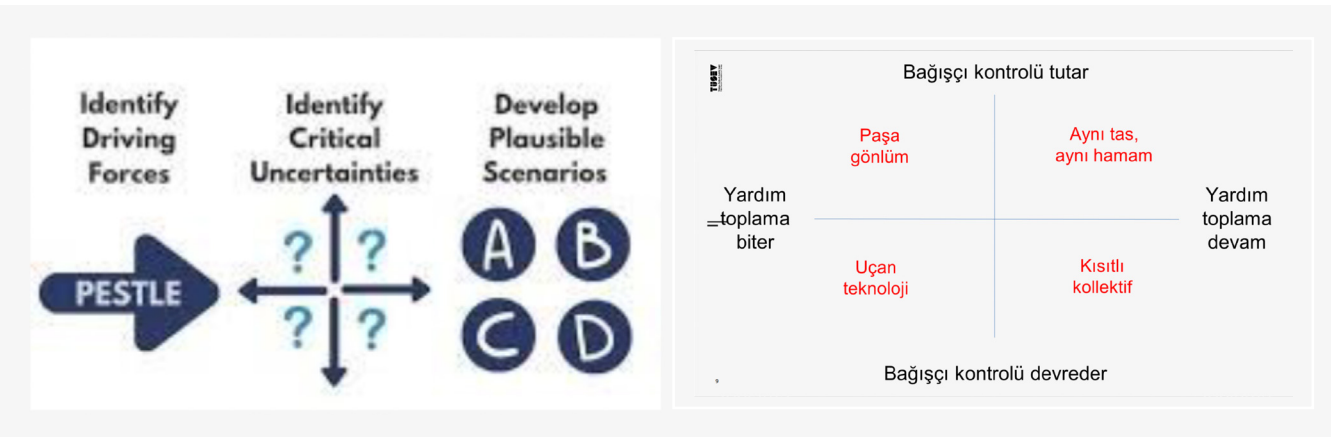 Identify
Driving
Forces
PESTLE
Identify
Critical
Uncertainties
? ?
? ?
Develop
Plausible
Scenarios
A B
C D
TÜSEV
Bağışçı kontrolü tutar
Paşa
gönlüm
Aynı tas,
aynı hamam
Yardım
toplama
biter
Yardım
toplama
devam
Uçan
teknoloji
Kısıtlı
kollektif
Bağışçı kontrolü devreder